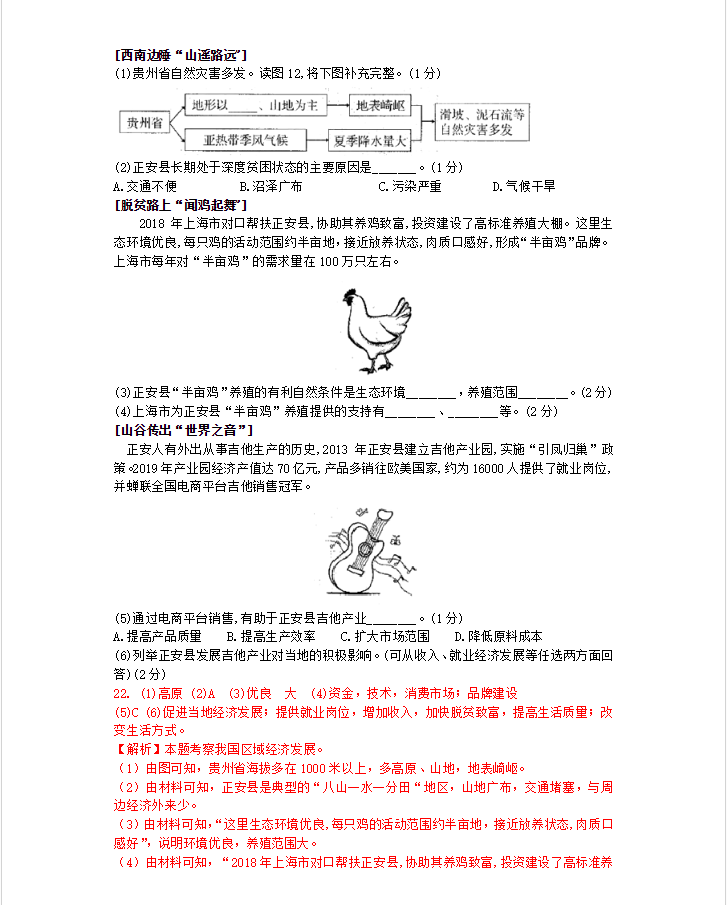 [西南边陲“山遥路远”]
(1)贵州省自然灾害多发。读图12,将下图补充完整。(1分)
贵州省
地形以____、山地为主
地表崎岖
亚热带季风气候
夏季降水量大
滑坡、泥石流等
自然灾害多发
(2)正安县长期处于深度贫困状态的主要原因是______。(1分)
A.交通不便 B.沼泽广布 C.污染严重 D.气候干旱
[脱贫路上“闻鸡起舞”]
2018 年上海市对口帮扶正安县,协助其养鸡致富,投资建设了高标准养殖大棚。这里生
态环境优良,每只鸡的活动范围约半亩地,接近放养状态,肉质口感好,形成“半亩鸡”品牌。
上海市每年对“半亩鸡”的需求量在100万只左右。
(3)正安县“半亩鸡”养殖的有利自然条件是生态环境_______,养殖范围_______。(2分)
(4)上海市为正安县“半亩鸡”养殖提供的支持有_______、_______等。(2分)
[山谷传出“世界之音”]
正安人有外出从事吉他生产的历史,2013 年正安县建立吉他产业园,实施“引凤归巢”政
策。2019年产业园经济产值达70亿元,产品多销往欧美国家,约为16000人提供了就业岗位,
并蝉联全国电商平台吉他销售冠军。
(5)通过电商平台销售,有助于正安县吉他产业_______。(1分)
A.提高产品质量 B.提高生产效率 C.扩大市场范围 D.降低原料成本
(6)列举正安县发展吉他产业对当地的积极影响。(可从收入、就业经济发展等任选两方面回
答)(2分)
22. (1)高原 (2)A (3)优良 大 (4)资金,技术,消费市场;品牌建设
(5)C (6)促进当地经济发展;提供就业岗位,增加收入,加快脱贫致富,提高生活质量;改
变生活方式。
【解析】本题考察我国区域经济发展。
(1)由图可知,贵州省海拔多在1000米以上,多高原、山地,地表崎岖。
(2)由材料可知,正安县是典型的“八山一水一分田“地区,山地广布,交通堵塞,与周
边经济外来少。
(3)由材料可知,“这里生态环境优良,每只鸡的活动范围约半亩地,接近放养状态,肉质口
感好”,说明环境优良,养殖范围大。
(4)由材料可知,“2018年上海市对口帮扶正安县,协助其养鸡致富,投资建设了高标准养